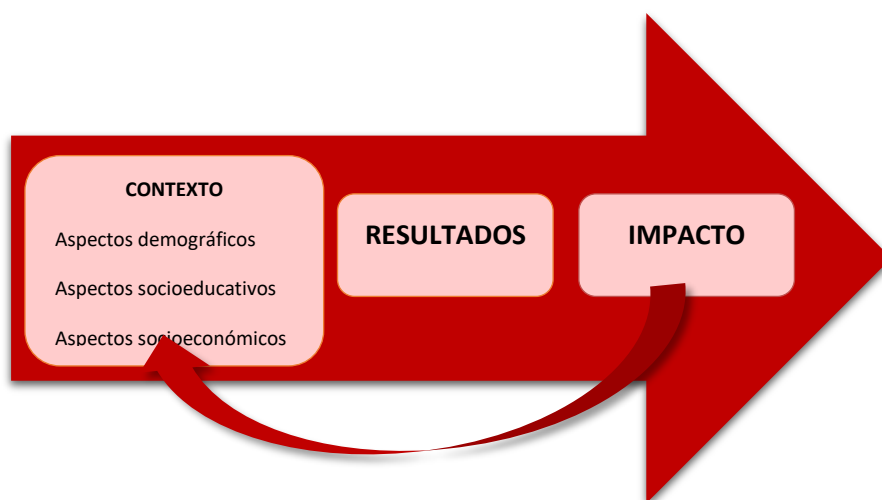 CONTEXTO
Aspectos demográficos
Aspectos socioeducativos
Aspectos socioeconómicos
RESULTADOS
IMPACTO